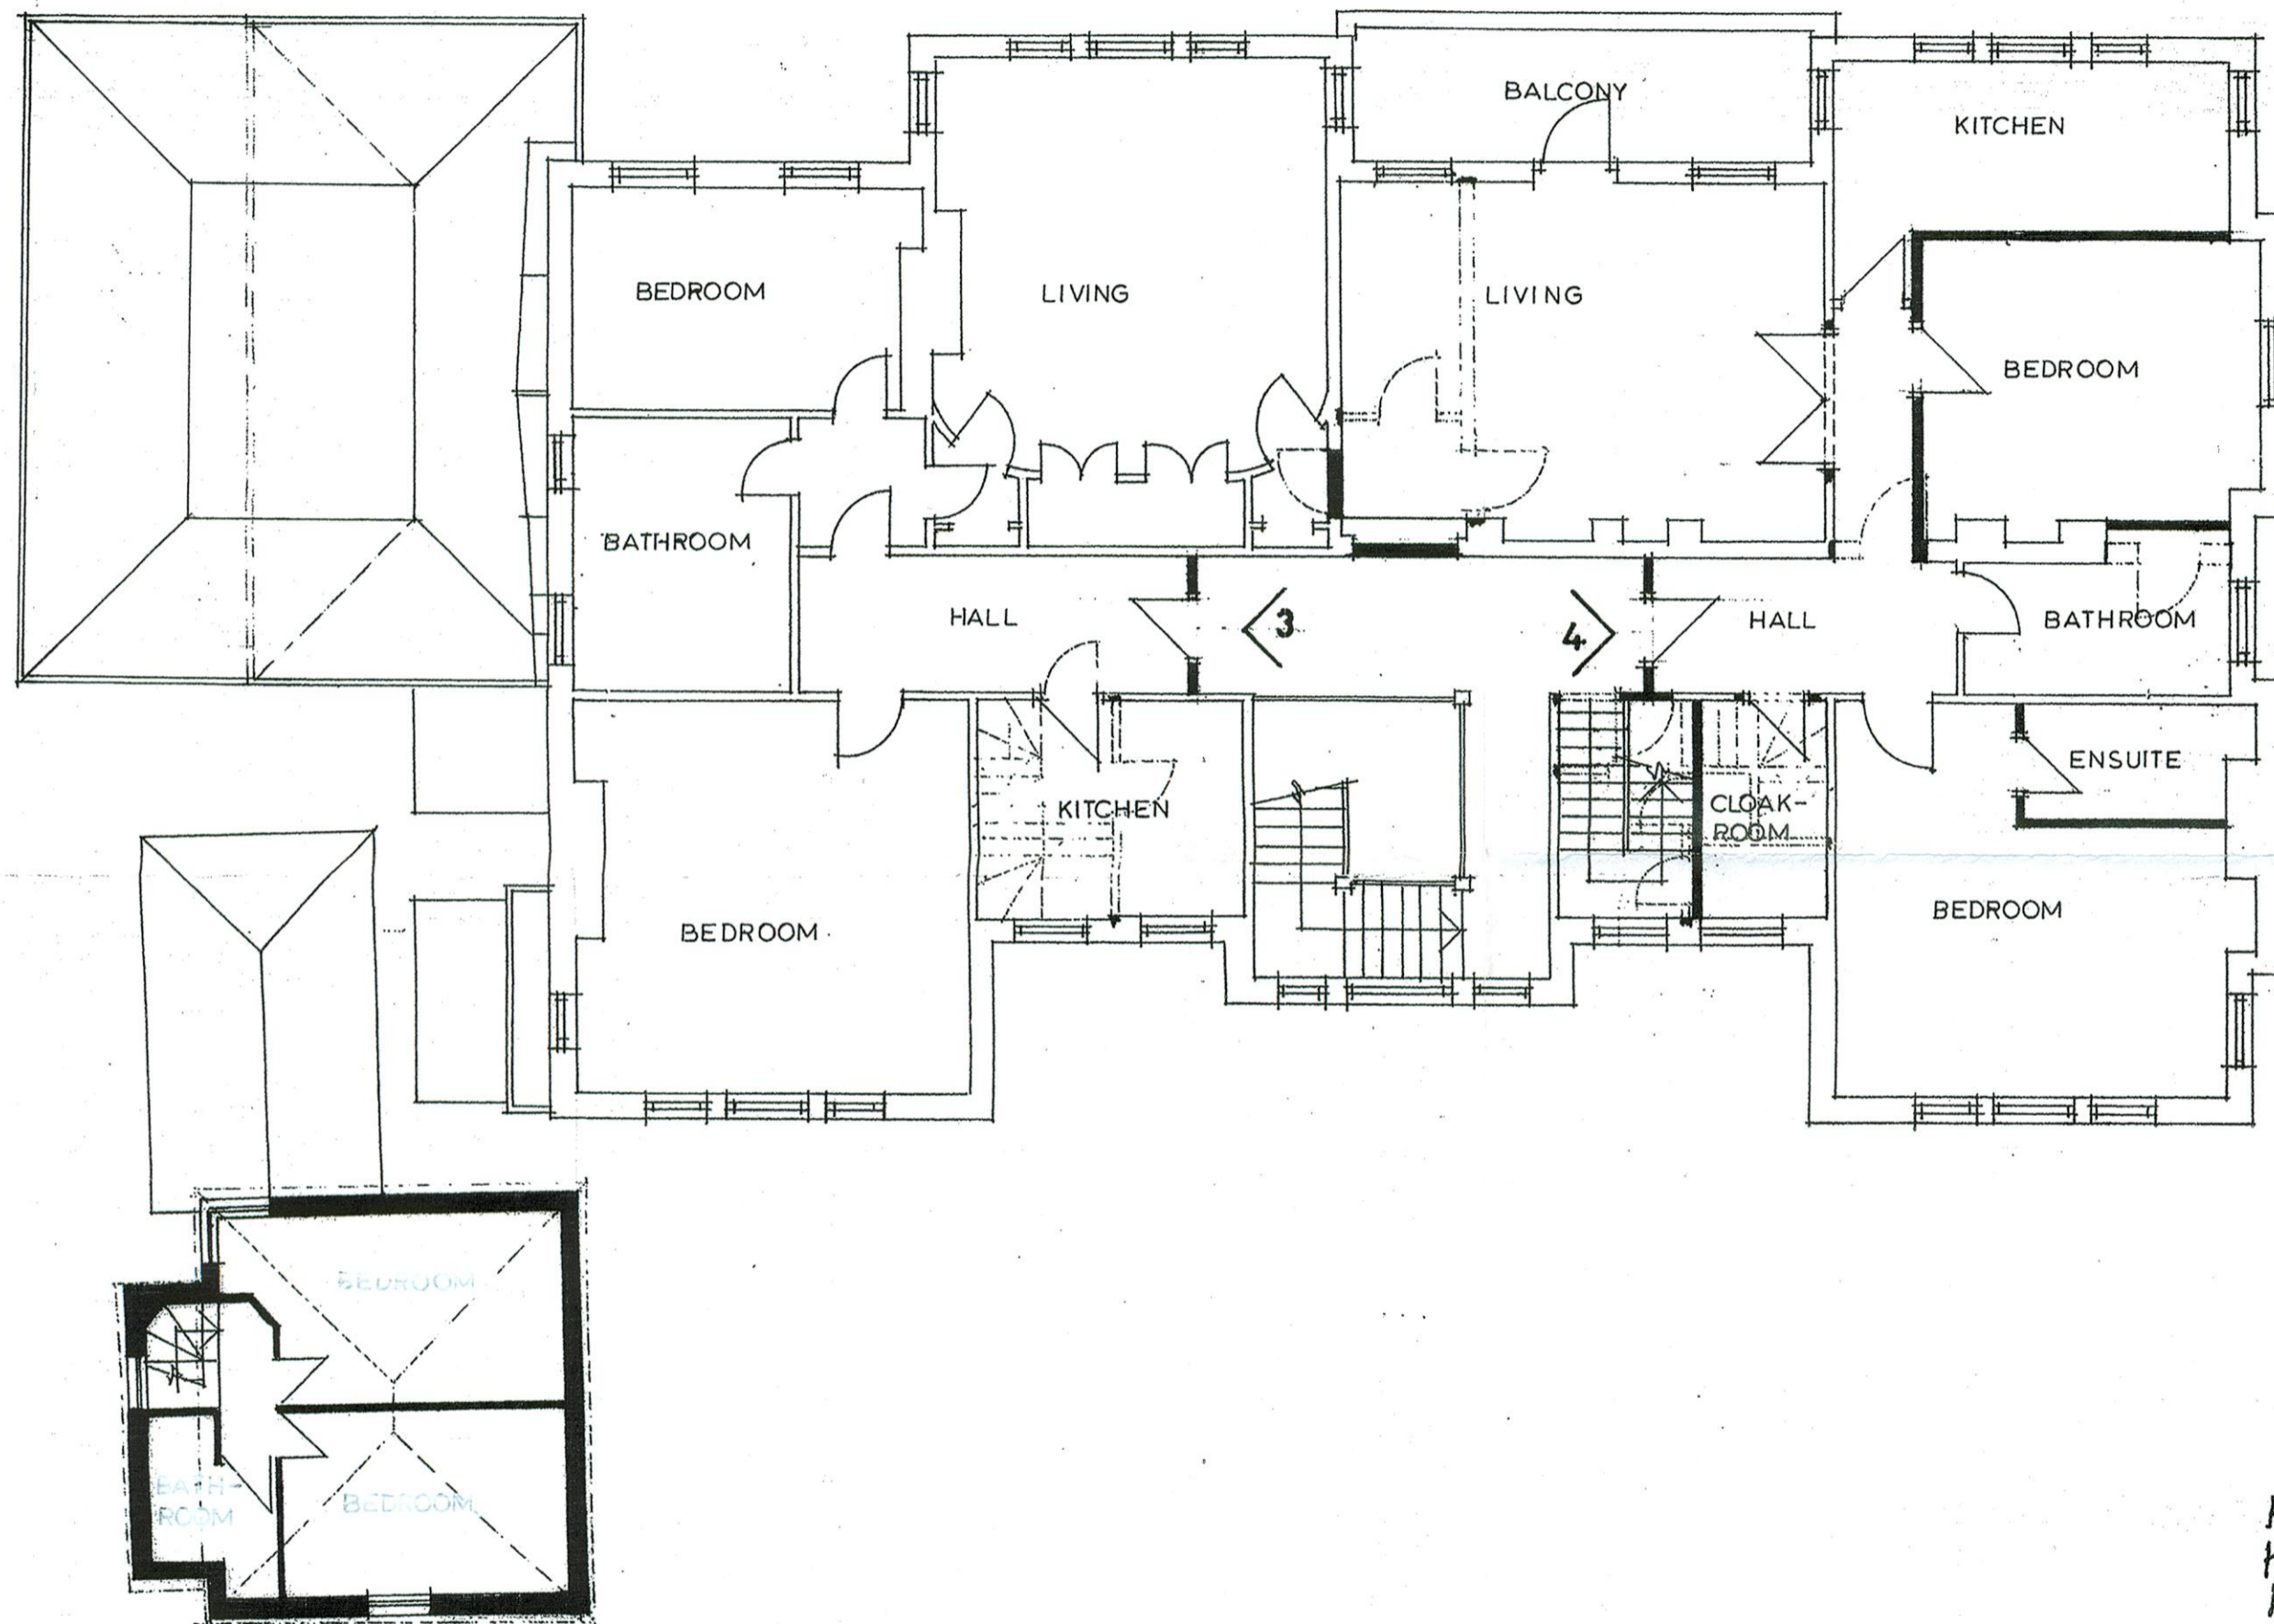 BALCONY
KITCHEN
BEDROOM
LIVING
LIVING
BEDROOM
BATHROOM
HALL
3
4
HALL
BATHROOM
ENSUITE
KITCHEN
CLOAK-
ROOM
BEDROOM
BEDROOM
BEDROOM
BATH-
ROOM
BEDROOM